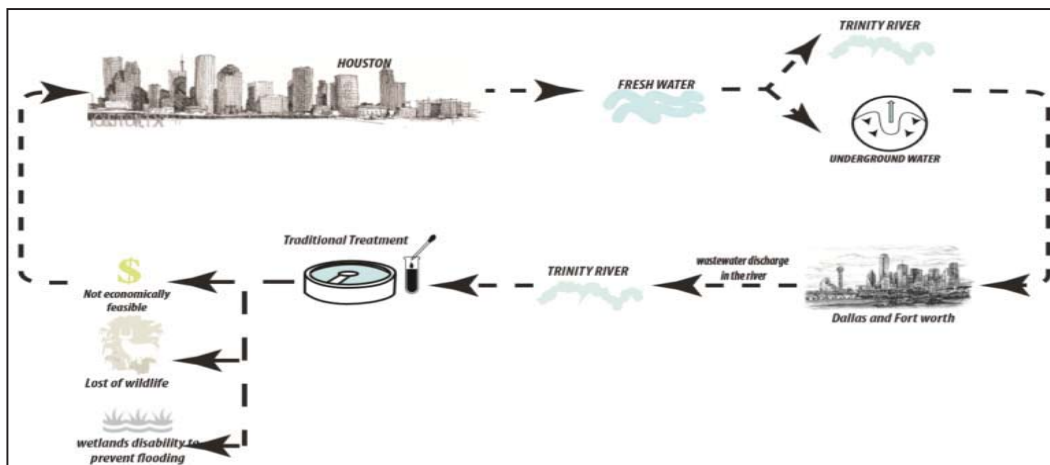 HOUSTON
TRINITY RIVER
FRESH WATER
UNDERGROUND WATER
Traditional Treatment
TRINITY RIVER
wastewater discharge
in the river
Dallas and Fort worth
$
Not economically
feasible
Lost of wildlife
wetlands disability to
prevent flooding